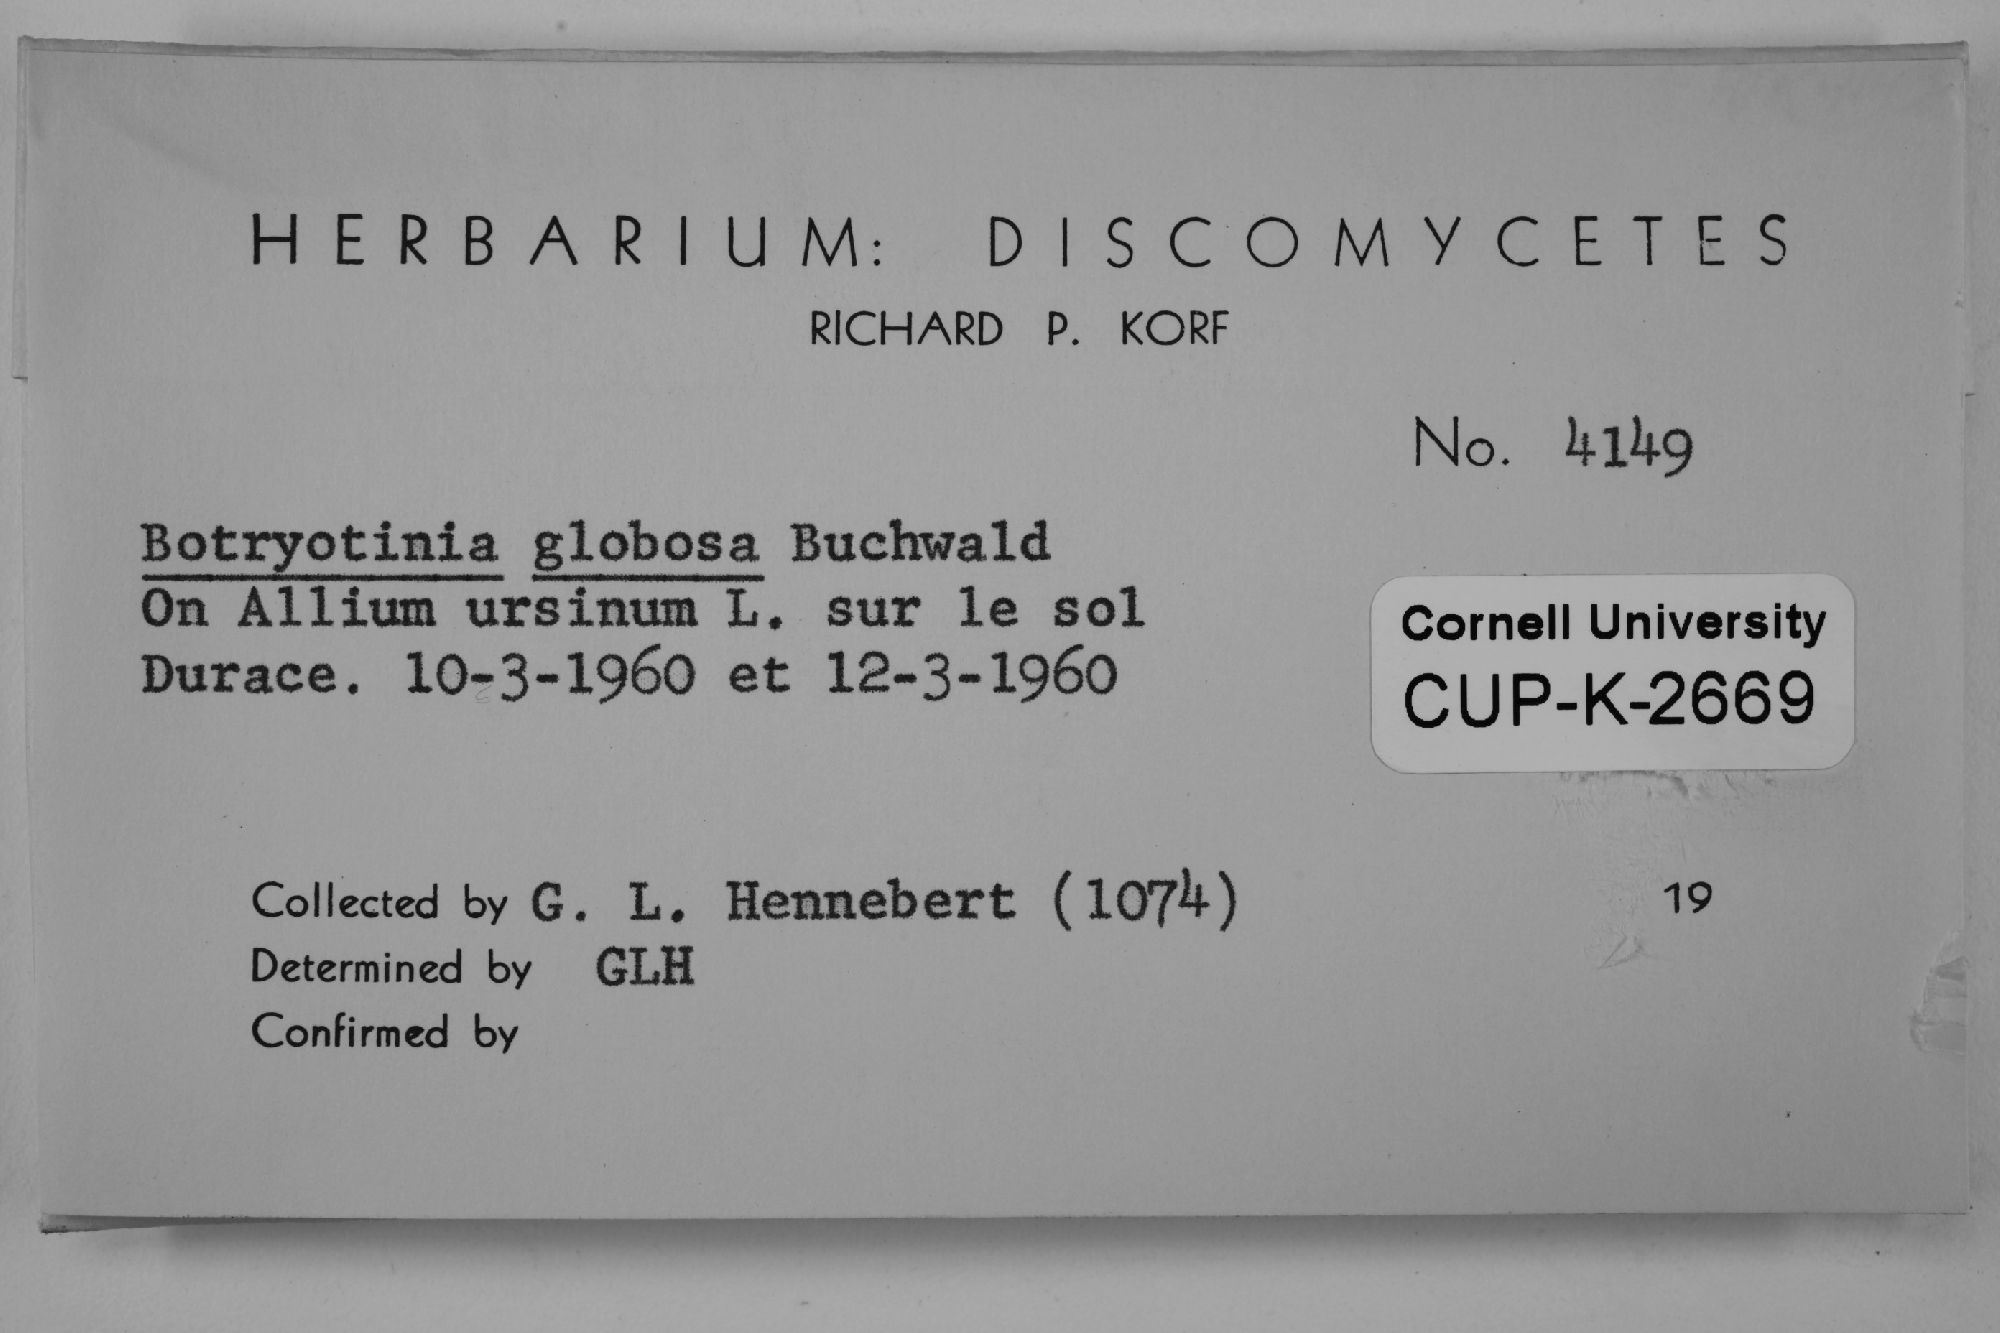 HERBARIUM: DISCOMYCETES
RICHARD P. KORF
No. 4149
Botryotinia globosa Buchwald
On Allium ursinum L. sur le sol
Durace. 10-3-1960 et 12-3-1960
Cornell University
CUP-K-2669
Collected by G. L. Hennebert (1074) 19
Determined by GLH
Confirmed by